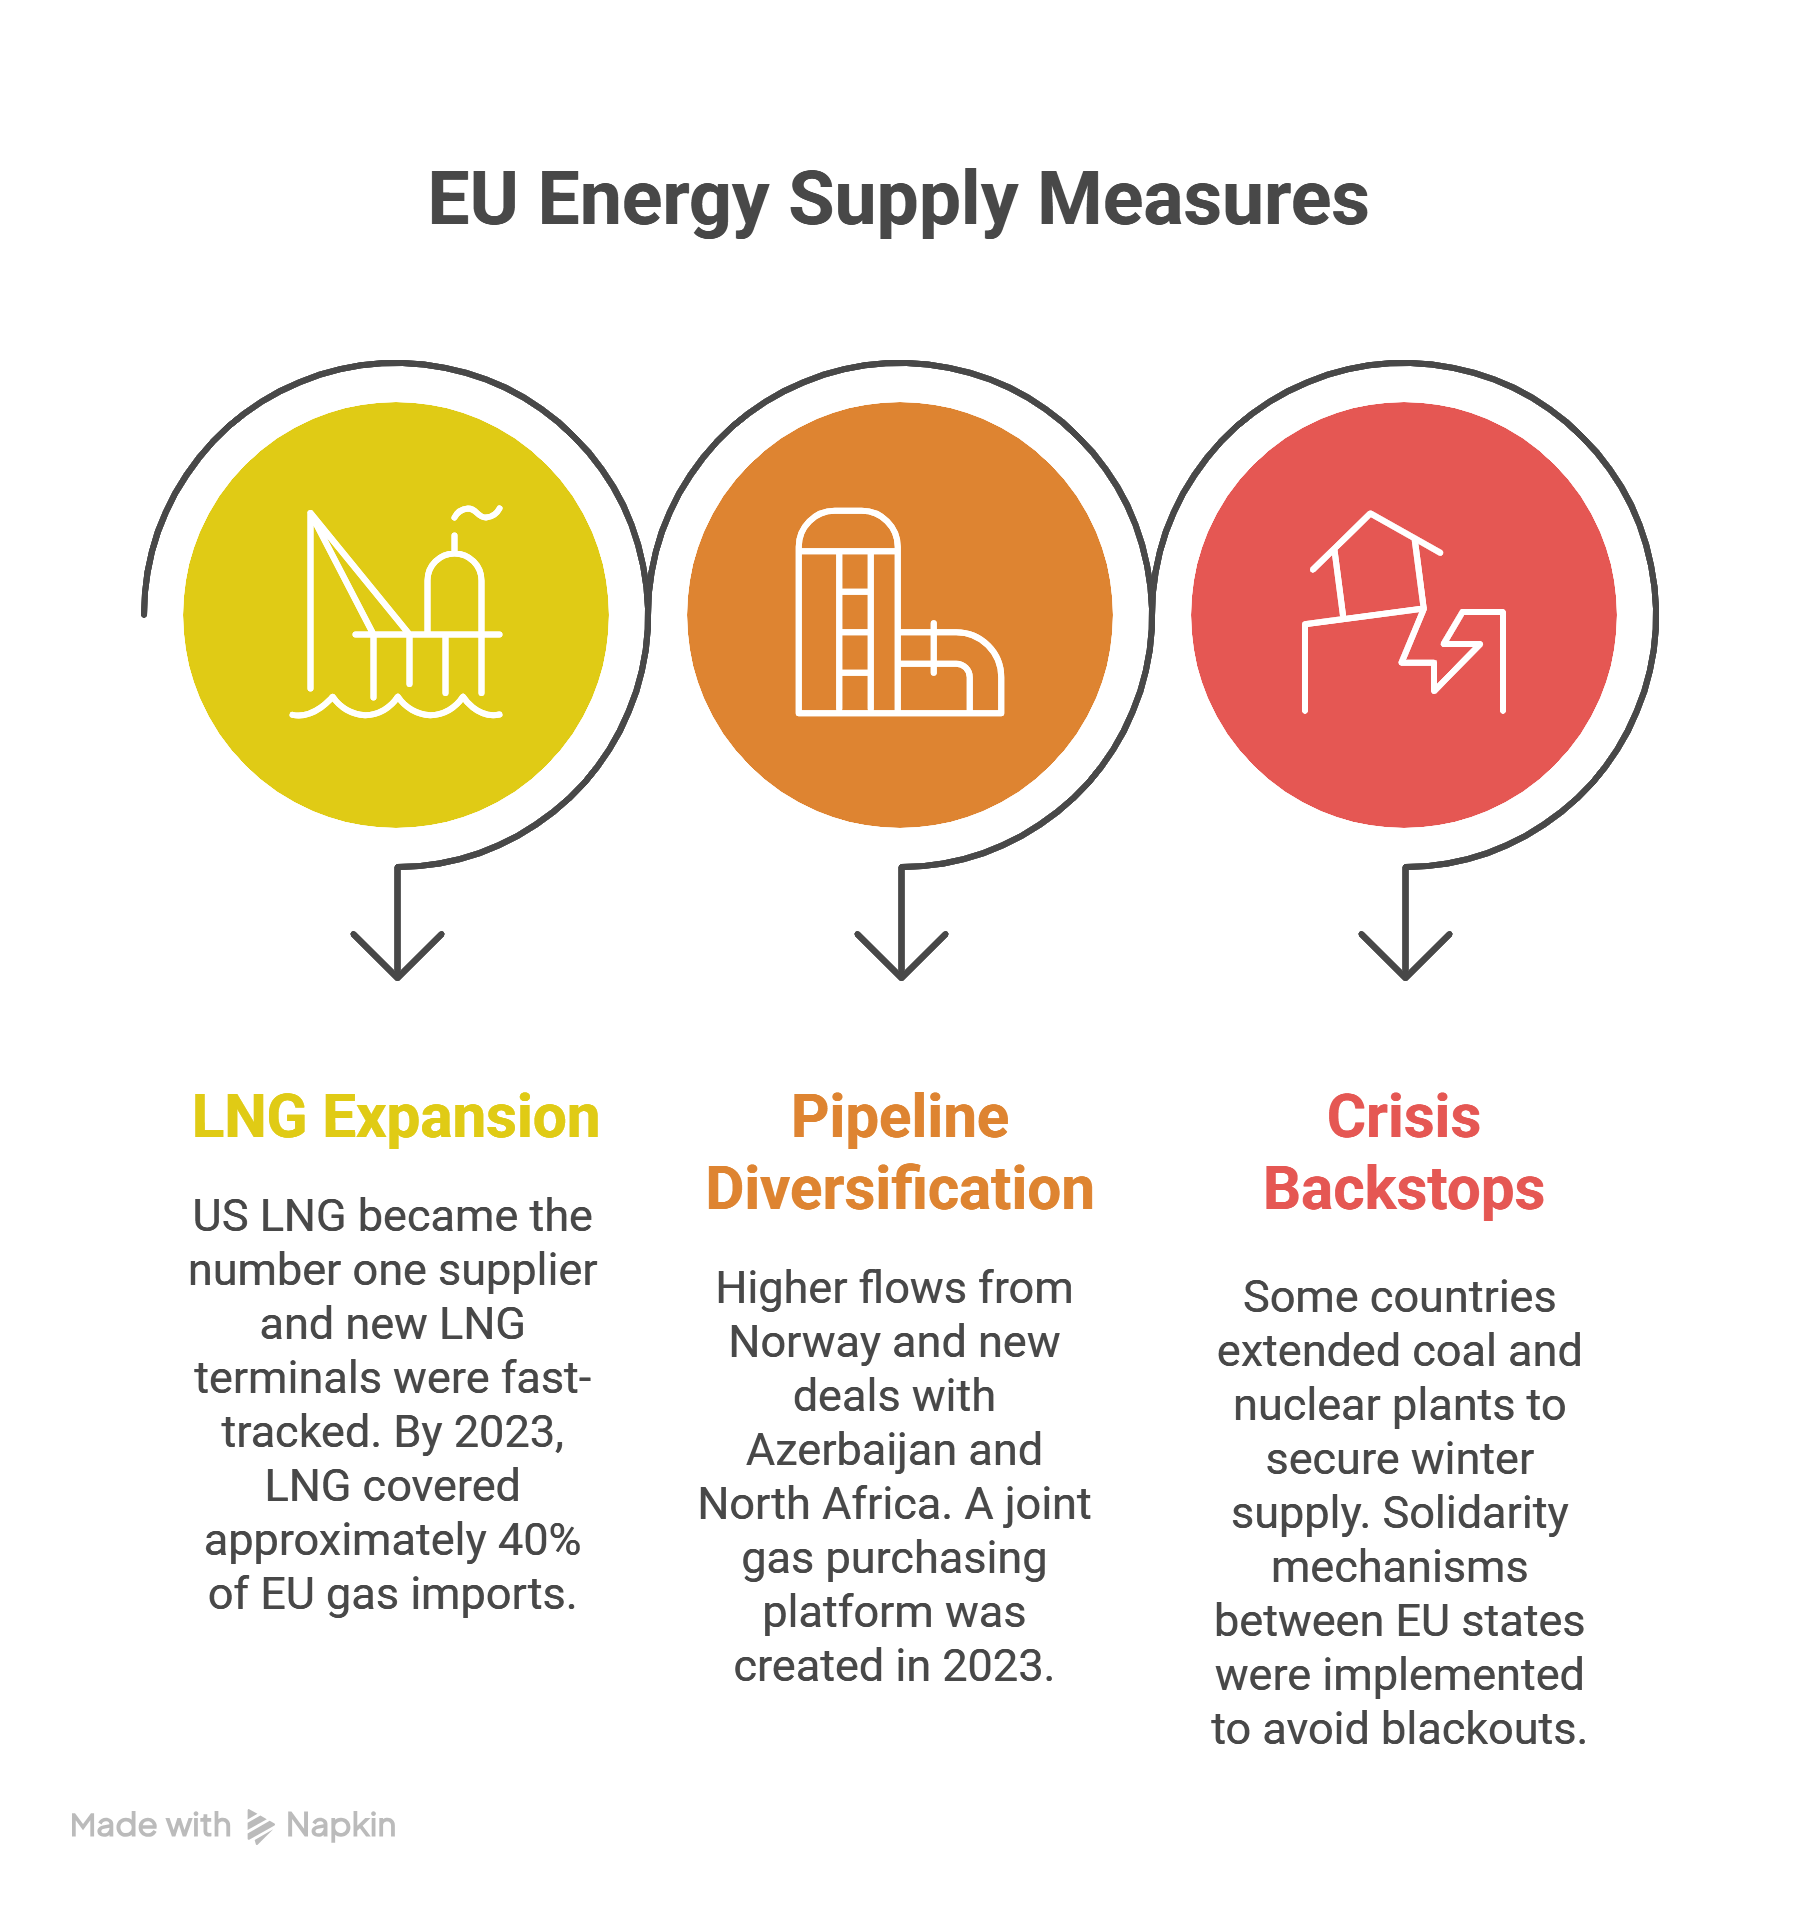 EU Energy Supply Measures
LNG Expansion
US LNG became the
number one supplier
and new LNG
terminals were fast-
tracked. By 2023,
LNG covered
approximately 40%
of EU gas imports.
Pipeline
Diversification
Higher flows from
Norway and new
deals with
Azerbaijan and
North Africa. A joint
gas purchasing
platform was
created in 2023.
Crisis
Backstops
Some countries
extended coal and
nuclear plants to
secure winter
supply. Solidarity
mechanisms
between EU states
were implemented
to avoid blackouts.
Made with Napkin